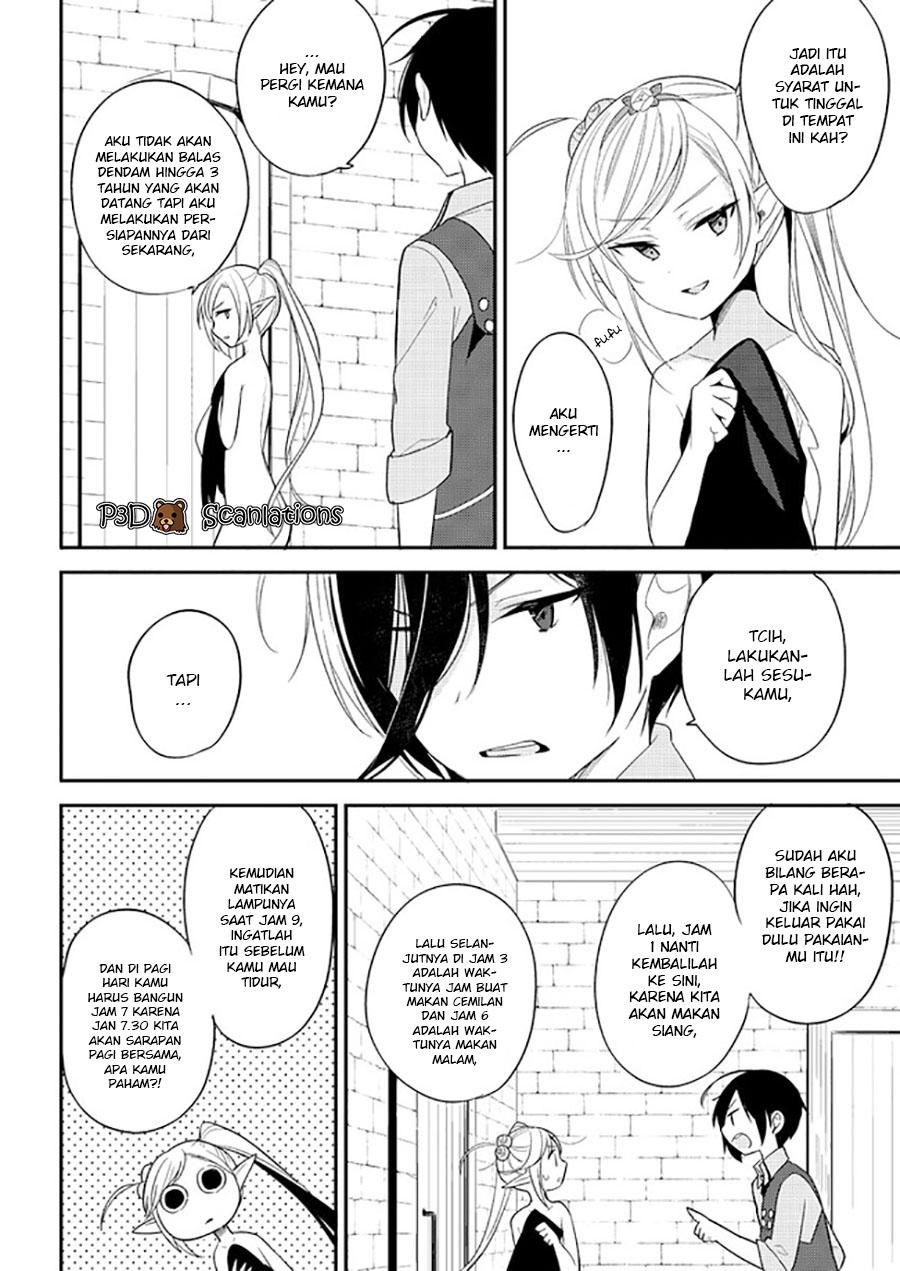 JADI ITU
ADALAH
SYARAT UN-
TUK TINGGAL
DI TEMPAT
INI KAH?
fufu
AKU
MENGERTI
...
...
HEY, MAU
PERGI KEMANA
KAMU?
AKU TIDAK AKAN
MELAKUKAN BALAS
DENDAM HINGGA 3
TAHUN YANG AKAN
DATANG TAPI AKU
MELAKUKAN PER-
SIAPANNYA DARI
SEKARANG,
P3D Scanlations
TCIH,
LAKUKAN-
LAH SESU-
KAMU,
TAPI
...
SUDAH AKU
BILANG BERA-
PA KALI HAH,
JIKA INGIN
KELUAR PAKAI
DULU PAKAIAN-
MU ITU!!
LALU, JAM
1 NANTI
KEMBALILAH
KE SINI,
KARENA KITA
AKAN MAKAN
SIANG,
LALU SELAN-
JUTNYA DI JAM 3
ADALAH WAK-
TUNYA JAM BUAT
MAKAN CEMILAN
DAN JAM 6
ADALAH WAK-
TUNYA MAKAN
MALAM,
KEMUDIAN
MATIKAN
LAMPUNYA
SAAT JAM 9,
INGATLAH
ITU SEBELUM
KAMU MAU
TIDUR,
DAN DI PAGI
HARI KAMU
HARUS BANGUN
JAM 7 KARENA
JAN 7.30 KITA
AKAN SARAPAN
PAGI BERSAMA,
APA KAMU
PAHAM?!